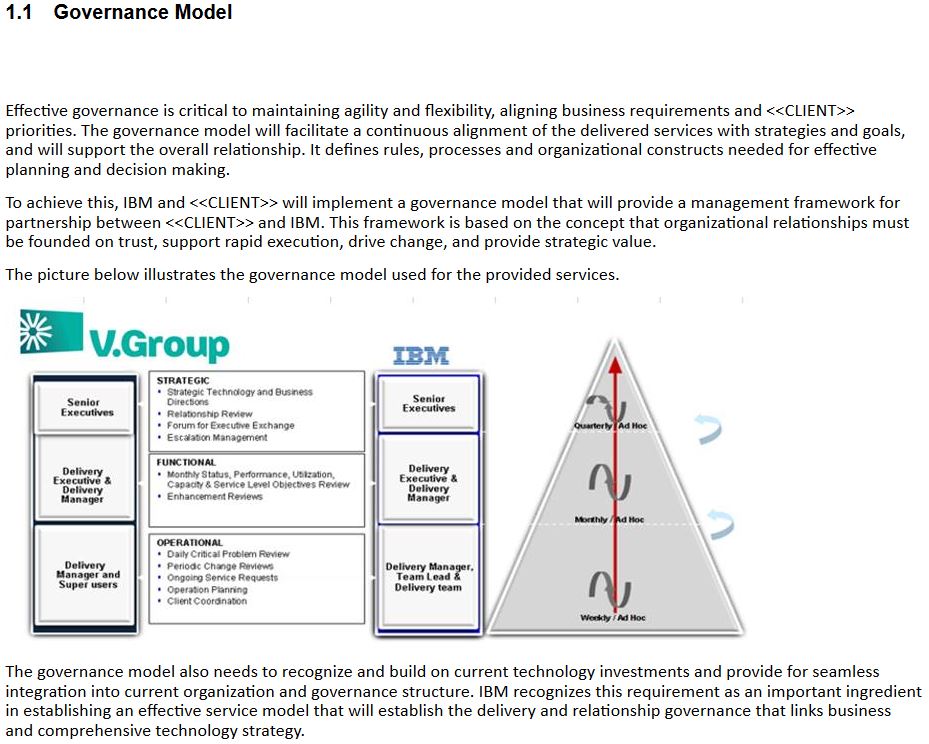 1.1 Governance Model
Effective governance is critical to maintaining agility and flexibility, aligning business requirements and <<CLIENT>>
priorities. The governance model will facilitate a continuous alignment of the delivered services with strategies and goals,
and will support the overall relationship. It defines rules, processes and organizational constructs needed for effective
planning and decision making.
To achieve this, IBM and <<CLIENT>> will implement a governance model that will provide a management framework for
partnership between <<CLIENT>> and IBM. This framework is based on the concept that organizational relationships must
be founded on trust, support rapid execution, drive change, and provide strategic value.
The picture below illustrates the governance model used for the provided services.
V.Group
Senior
Executives
Delivery
Executive &
Delivery
Manager
Delivery
Manager and
Super users
STRATEGIC
• Strategic Technology and Business
Directions
• Relationship Review
• Forum for Executive Exchange
• Escalation Management
FUNCTIONAL
• Monthly Status, Performance, Utilization,
Capacity & Service Level Objectives Review
• Enhancement Reviews
OPERATIONAL
• Daily Critical Problem Review
• Periodic Change Reviews
• Ongoing Service Requests
• Operation Planning
• Client Coordination
IBM
Senior
Executives
Delivery
Executive &
Delivery
Manager
Delivery Manager,
Team Lead &
Delivery team
Quarterly / Ad Hoc
Monthly / Ad Hoc
Weekly / Ad Hoc
The governance model also needs to recognize and build on current technology investments and provide for seamless
integration into current organization and governance structure. IBM recognizes this requirement as an important ingredient
in establishing an effective service model that will establish the delivery and relationship governance that links business
and comprehensive technology strategy.